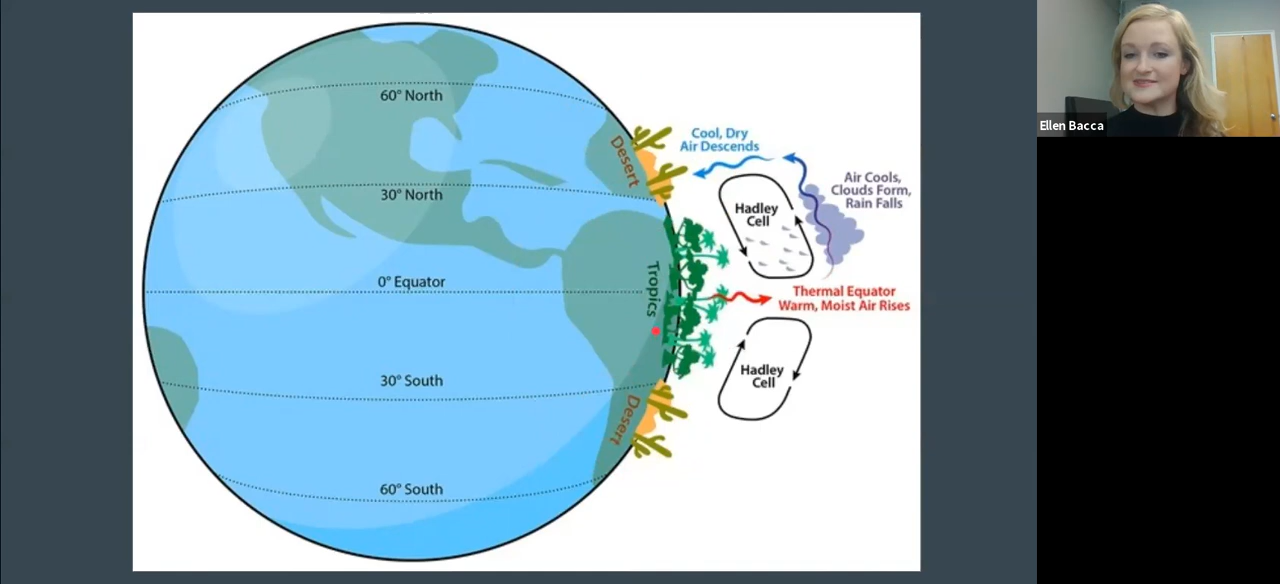 60° North
30° North
0° Equator
30° South
60° South
Desert
Tropics
Desert
Cool, Dry
Air Descends
Air Cools,
Clouds Form,
Rain Falls
Hadley
Cell
Thermal Equator
Warm, Moist Air Rises
Hadley
Cell
Ellen Bacca